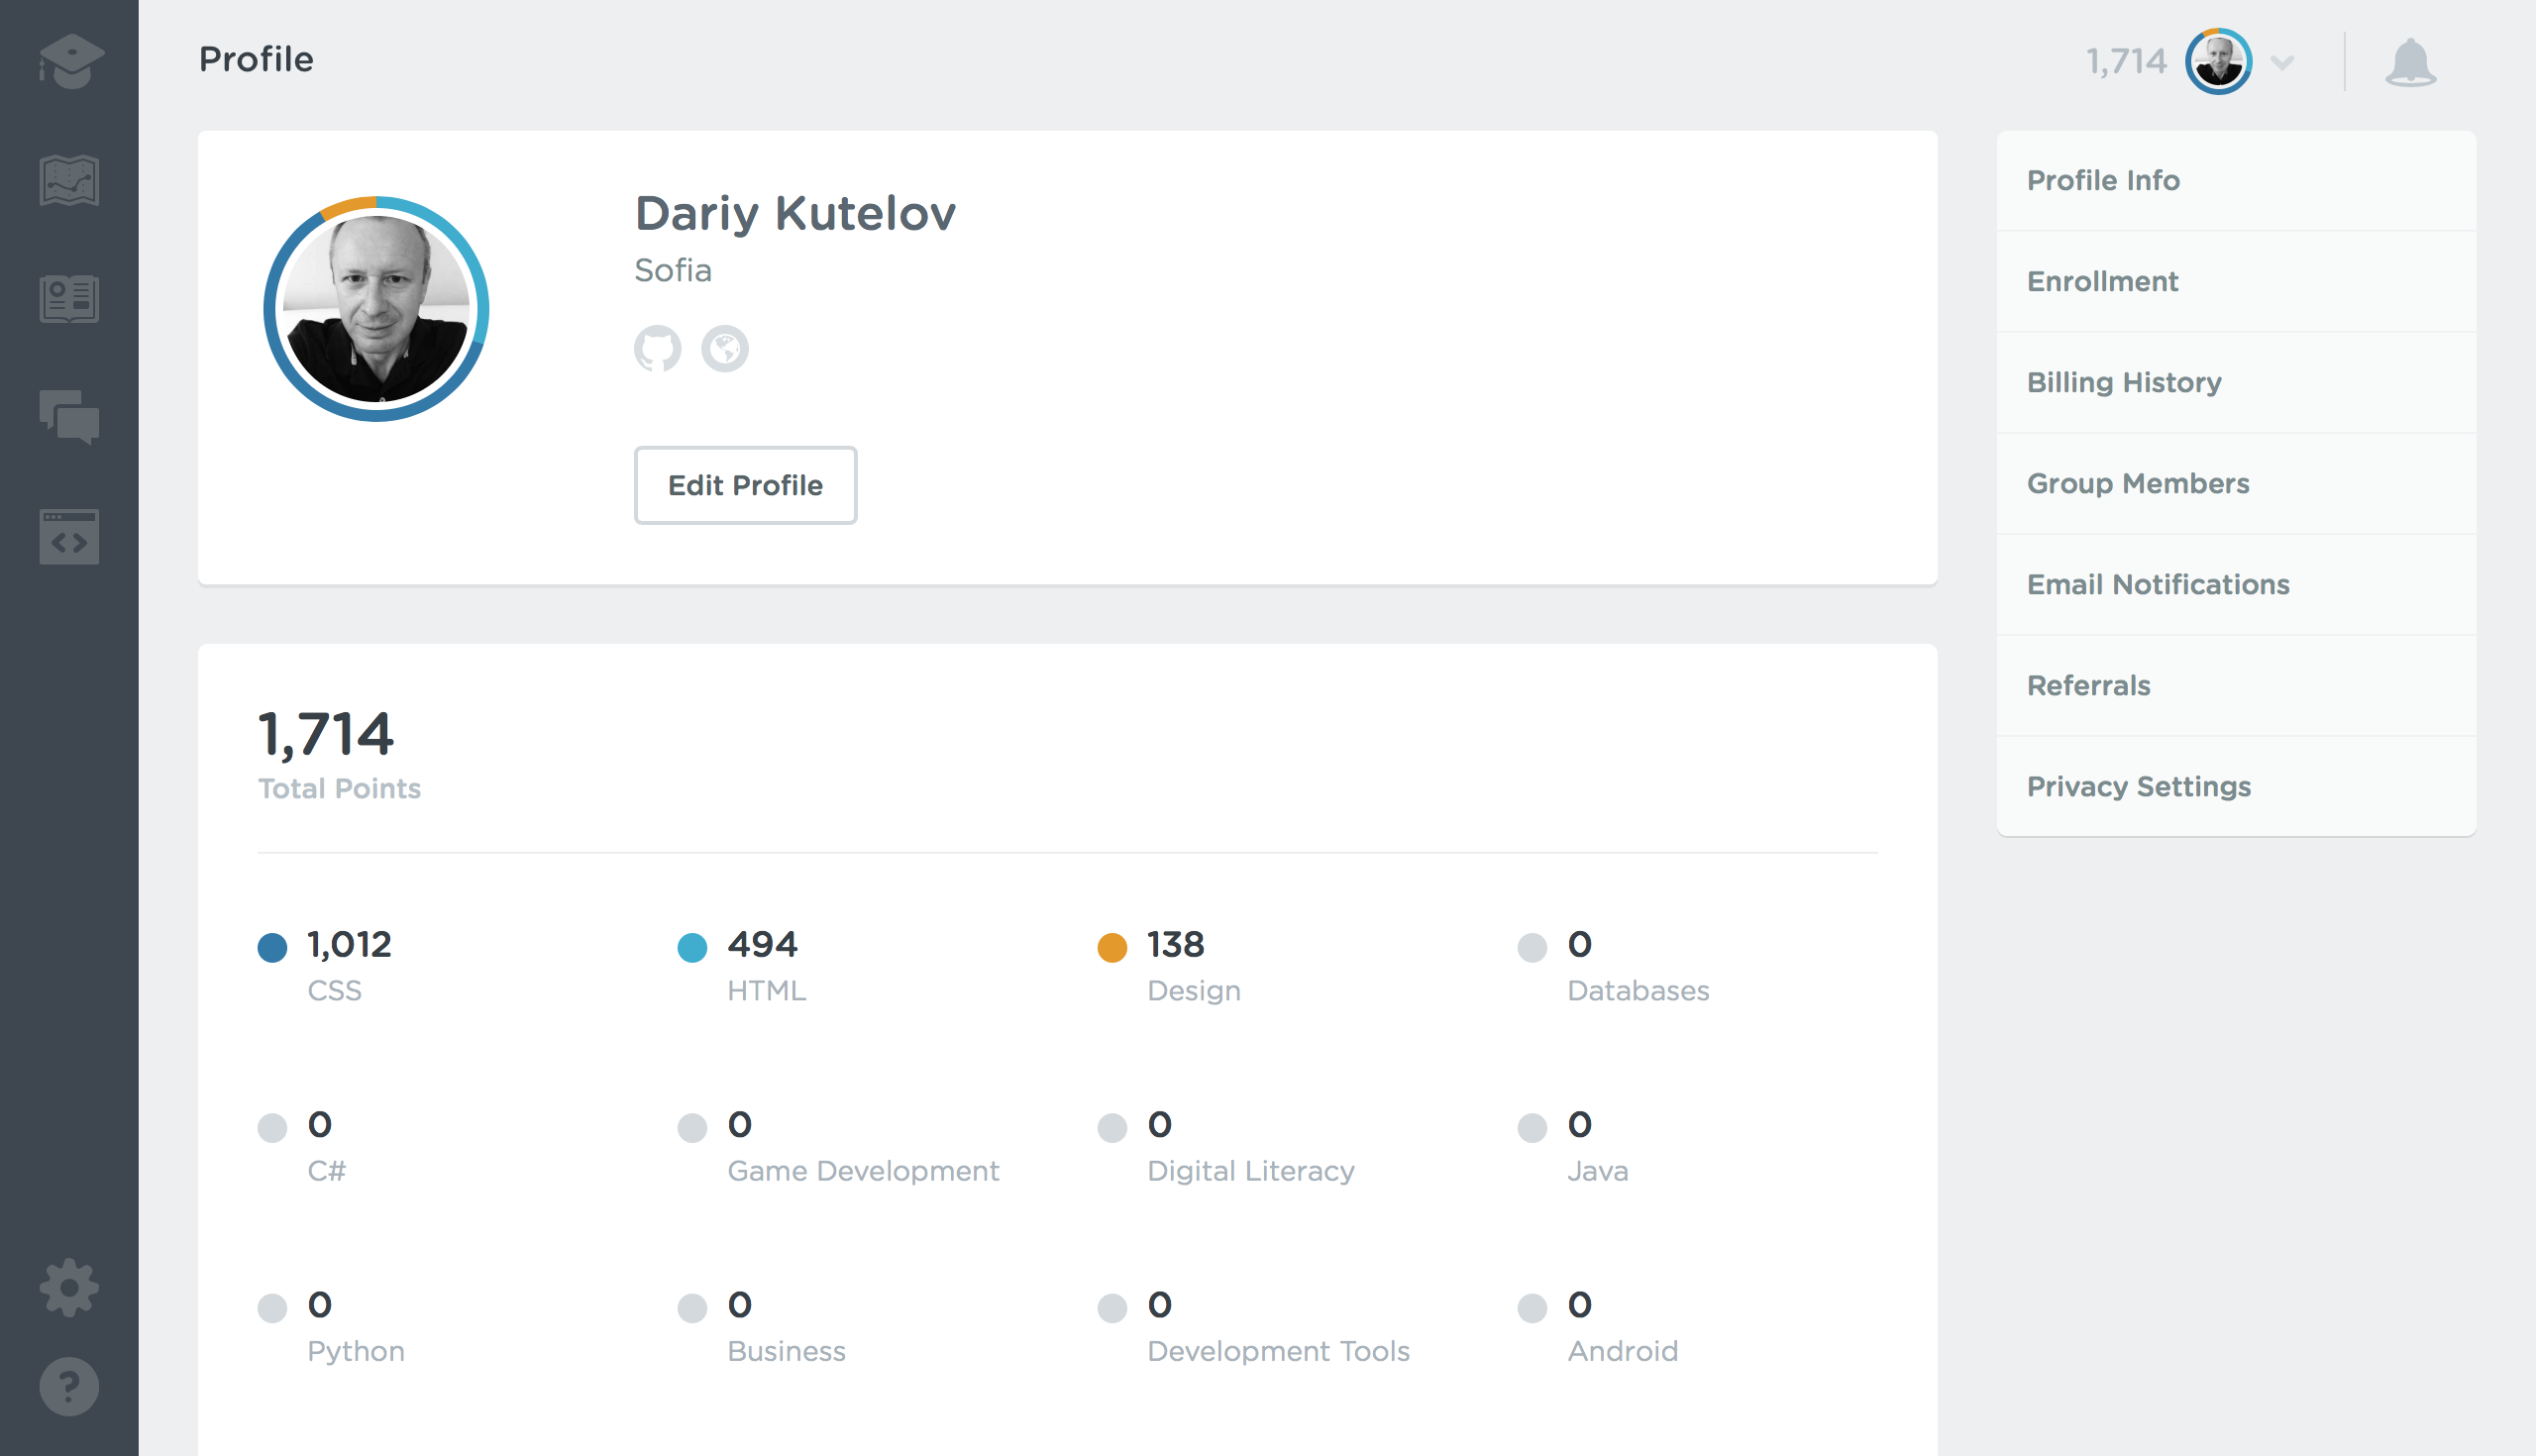 Profile
1,714
Dariy Kutelov
Sofia
Edit Profile
Profile Info
Enrollment
Billing History
Group Members
Email Notifications
Referrals
Privacy Settings
1,714
Total Points
1,012
CSS
494
HTML
138
Design
0
Databases
0
C#
0
Game Development
0
Digital Literacy
0
Java
0
Python
0
Business
0
Development Tools
0
Android
?